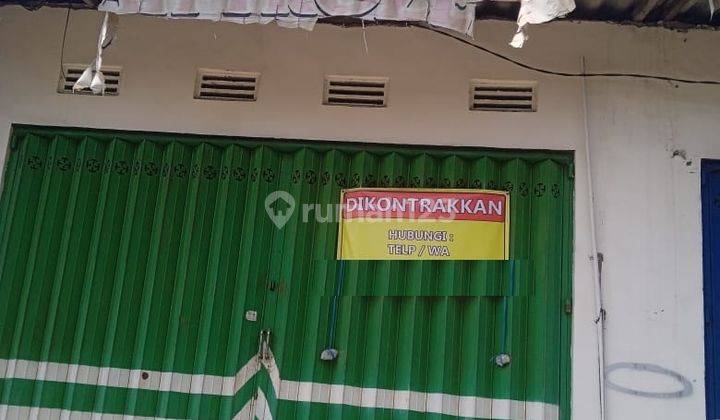 DIKONTRAKKAN
rumah123
HUBUNGI :
TELP / WA